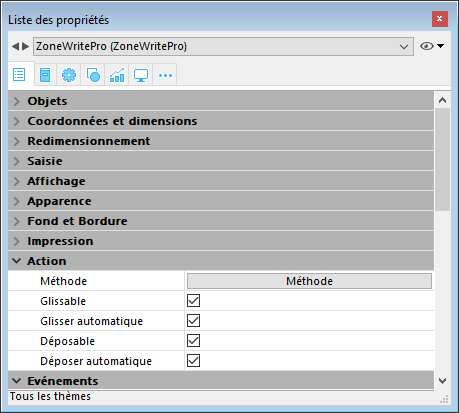 Liste des propriétés
ZoneWritePro (ZoneWritePro)
Objets
Coordonnées et dimensions
Redimensionnement
Saisie
Affichage
Apparence
Fond et Bordure
Impression
Action
Méthode Méthode
Glissable
Glisser automatique
Déposable
Déposer automatique
Evénements
Tous les thèmes